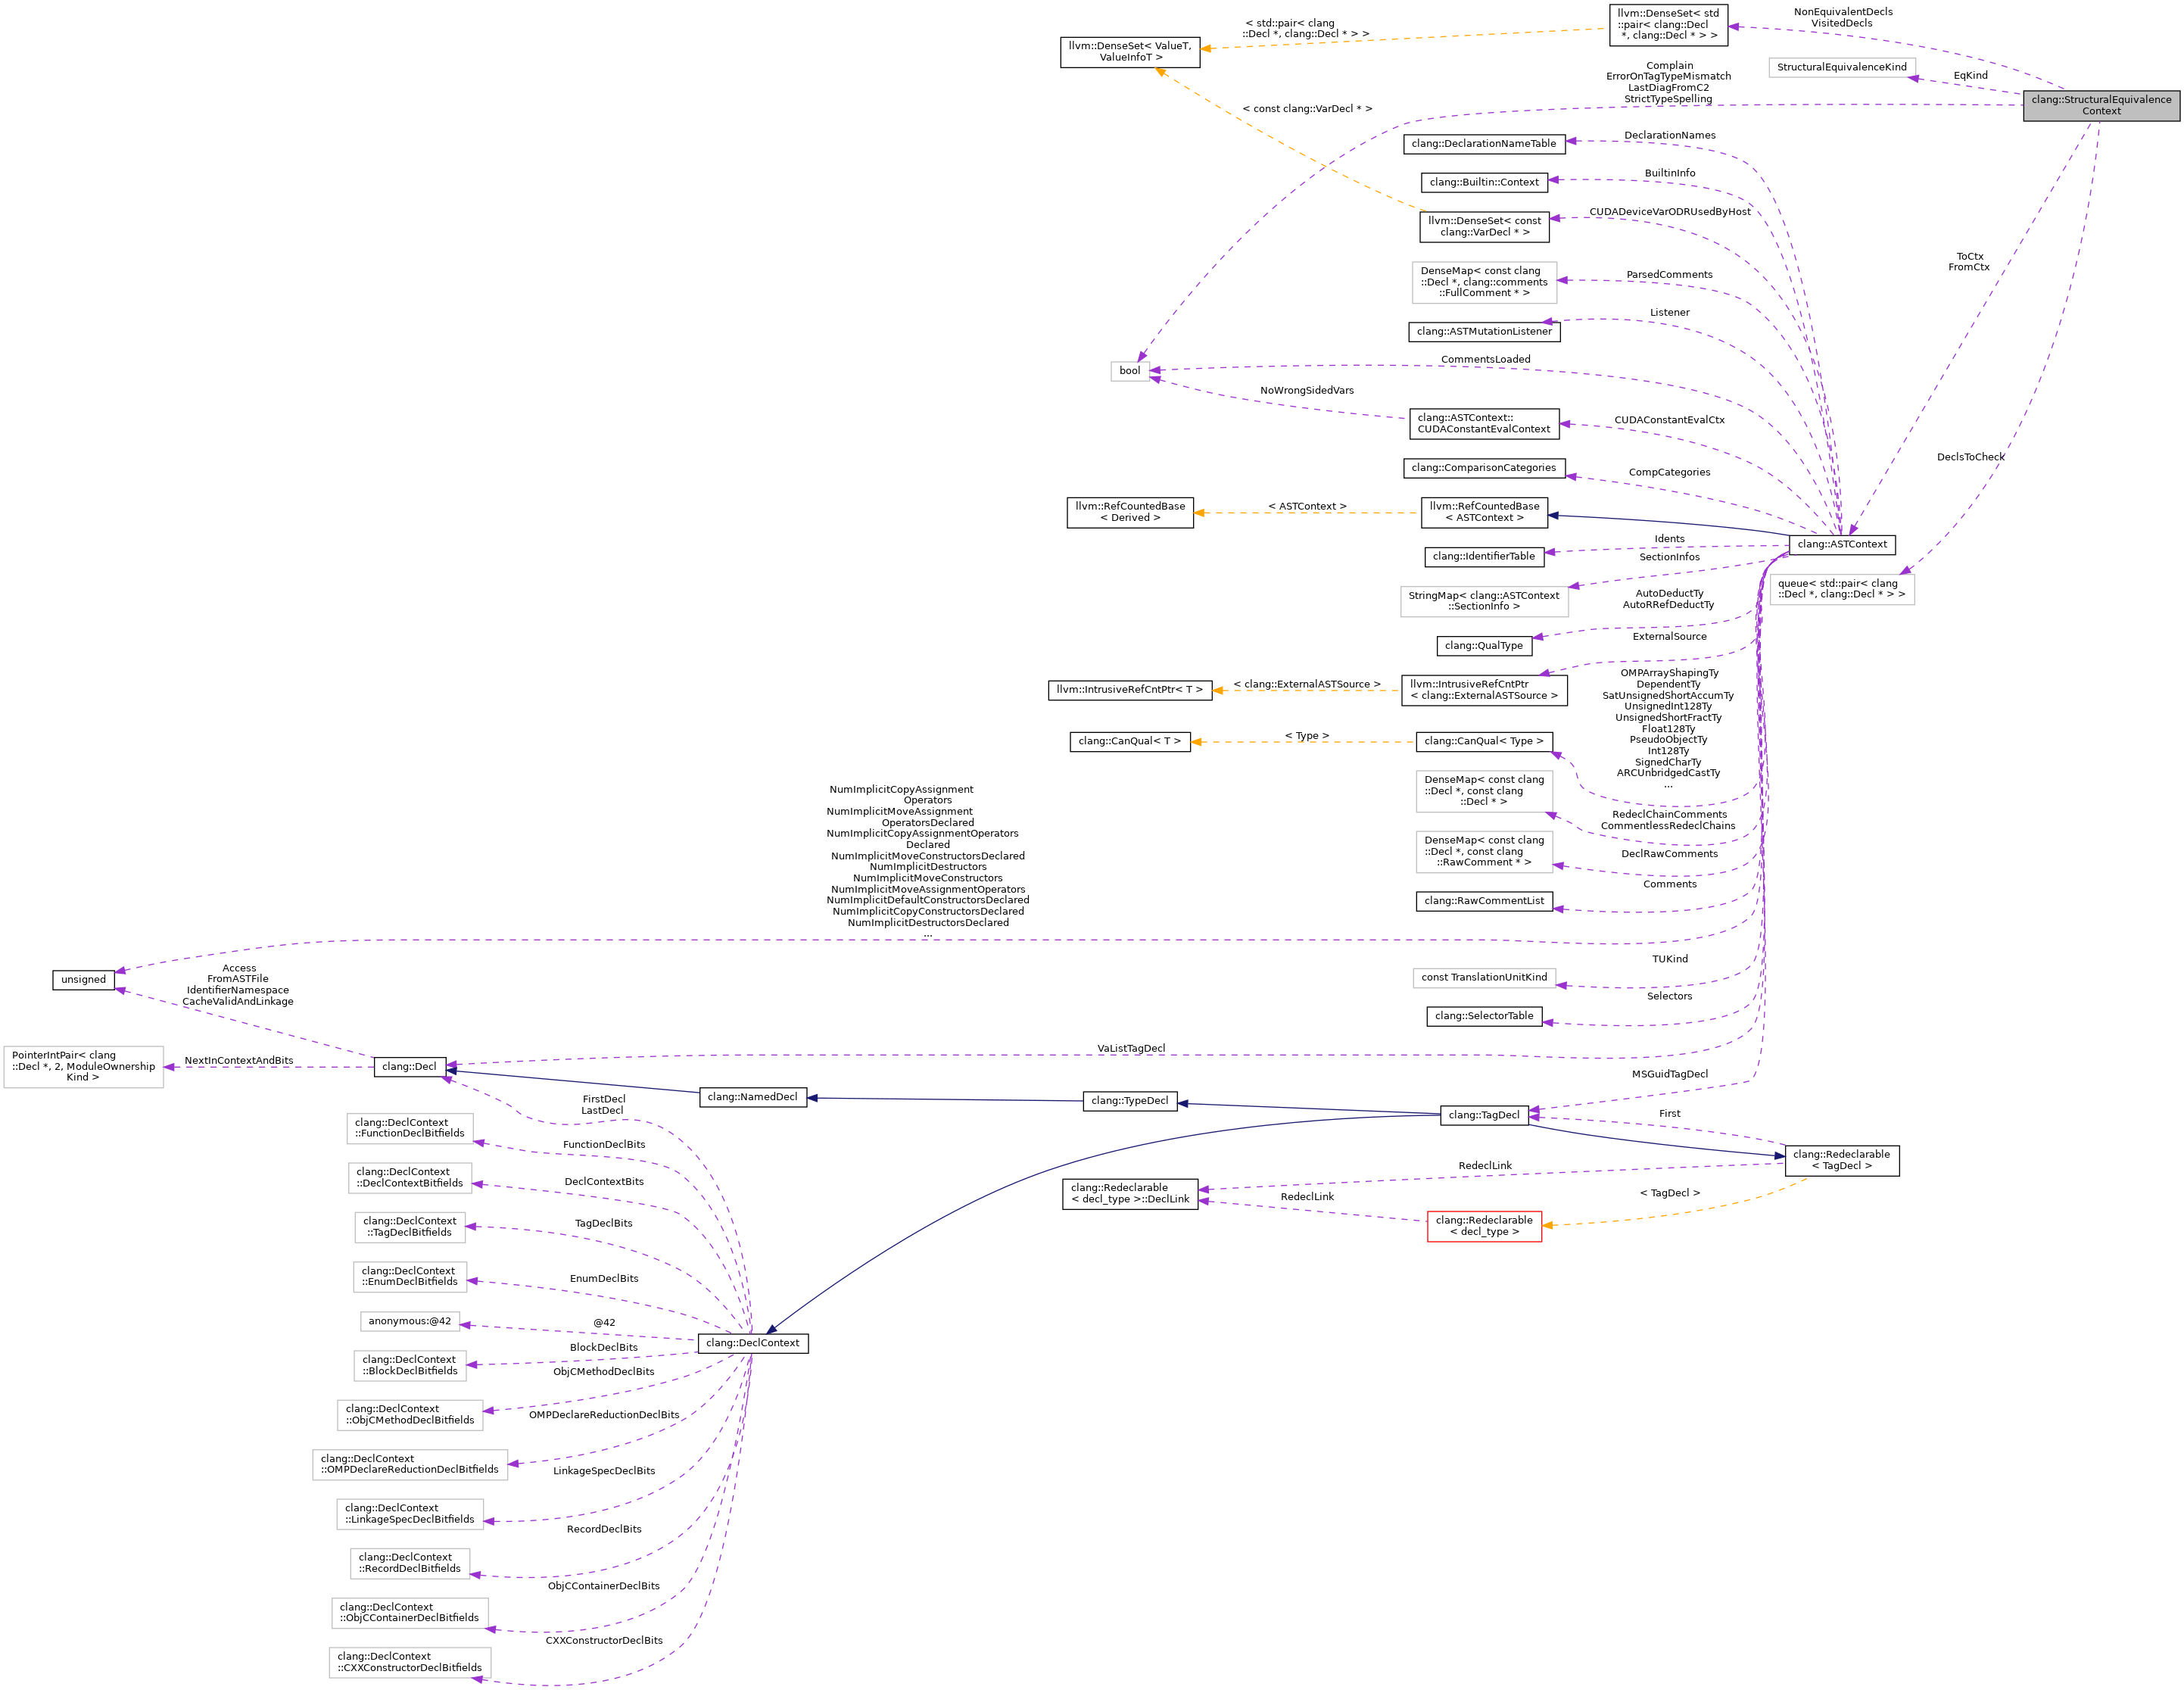 llvm::DenseSet< std
::pair< clang::Decl
*, clang::Decl * > >
NonEquivalentDecls
VisitedDecls
< std::pair< clang
::Decl *, clang::Decl * > >
llvm::DenseSet< ValueT,
ValueInfoT >
StructuralEquivalenceKind
EqKind
clang::StructuralEquivalence
Context
Complain
ErrorOnTagTypeMismatch
LastDiagFromC2
StrictTypeSpelling
< const clang::VarDecl * >
clang::DeclarationNameTable
DeclarationNames
clang::Builtin::Context
BuiltinInfo
llvm::DenseSet< const
clang::VarDecl * >
CUDADeviceVarODRUsedByHost
DenseMap< const clang
::Decl *, clang::comments
::FullComment * >
ParsedComments
ToCtx
FromCtx
clang::ASTMutationListener
Listener
bool
CommentsLoaded
NoWrongSidedVars
clang::ASTContext::
CUDAConstantEvalContext
CUDAConstantEvalCtx
clang::ComparisonCategories
CompCategories
DeclsToCheck
llvm::RefCountedBase
< Derived >
< ASTContext >
llvm::RefCountedBase
< ASTContext >
clang::ASTContext
clang::IdentifierTable
Idents
SectionInfos
StringMap< clang::ASTContext
::SectionInfo >
queue< std::pair< clang
::Decl *, clang::Decl * > >
AutoDeductTy
AutoRRefDeductTy
clang::QualType
ExternalSource
llvm::IntrusiveRefCntPtr< T >
< clang::ExternalASTSource >
llvm::IntrusiveRefCntPtr
< clang::ExternalASTSource >
OMPArrayShapingTy
DependentTy
SatUnsignedShortAccumTy
UnsignedInt128Ty
UnsignedShortFractTy
Float128Ty
PseudoObjectTy
Int128Ty
SignedCharTy
ARCUnbridgedCastTy
...
clang::CanQual< T >
< Type >
clang::CanQual< Type >
DenseMap< const clang
::Decl *, const clang
::Decl * >
RedeclChainComments
CommentlessRedeclChains
DenseMap< const clang
::Decl *, const clang
::RawComment * >
DeclRawComments
clang::RawCommentList
Comments
NumImplicitCopyAssignment
Operators
NumImplicitMoveAssignment
OperatorsDeclared
NumImplicitCopyAssignmentOperators
Declared
NumImplicitMoveConstructorsDeclared
NumImplicitDestructors
NumImplicitMoveConstructors
NumImplicitMoveAssignmentOperators
NumImplicitDefaultConstructorsDeclared
NumImplicitCopyConstructorsDeclared
NumImplicitDestructorsDeclared
...
unsigned
Access
FromASTFile
IdentifierNamespace
CacheValidAndLinkage
const TranslationUnitKind
TUKind
clang::SelectorTable
Selectors
VaListTagDecl
PointerIntPair< clang
::Decl *, 2, ModuleOwnership
Kind >
NextInContextAndBits
clang::Decl
MSGuidTagDecl
clang::NamedDecl
clang::TypeDecl
clang::TagDecl
First
FirstDecl
LastDecl
clang::Redeclarable
< TagDecl >
clang::DeclContext
::FunctionDeclBitfields
FunctionDeclBits
RedeclLink
clang::DeclContext
::DeclContextBitfields
DeclContextBits
clang::Redeclarable
< decl_type >::DeclLink
RedeclLink
< TagDecl >
clang::Redeclarable
< decl_type >
clang::DeclContext
::TagDeclBitfields
TagDeclBits
clang::DeclContext
::EnumDeclBitfields
EnumDeclBits
anonymous:@42
@42
clang::DeclContext
clang::DeclContext
::BlockDeclBitfields
BlockDeclBits
ObjCMethodDeclBits
clang::DeclContext
::ObjCMethodDeclBitfields
OMPDeclareReductionDeclBits
clang::DeclContext
::OMPDeclareReductionDeclBitfields
LinkageSpecDeclBits
clang::DeclContext
::LinkageSpecDeclBitfields
RecordDeclBits
clang::DeclContext
::RecordDeclBitfields
ObjCContainerDeclBits
clang::DeclContext
::ObjCContainerDeclBitfields
CXXConstructorDeclBits
clang::DeclContext
::CXXConstructorDeclBitfields